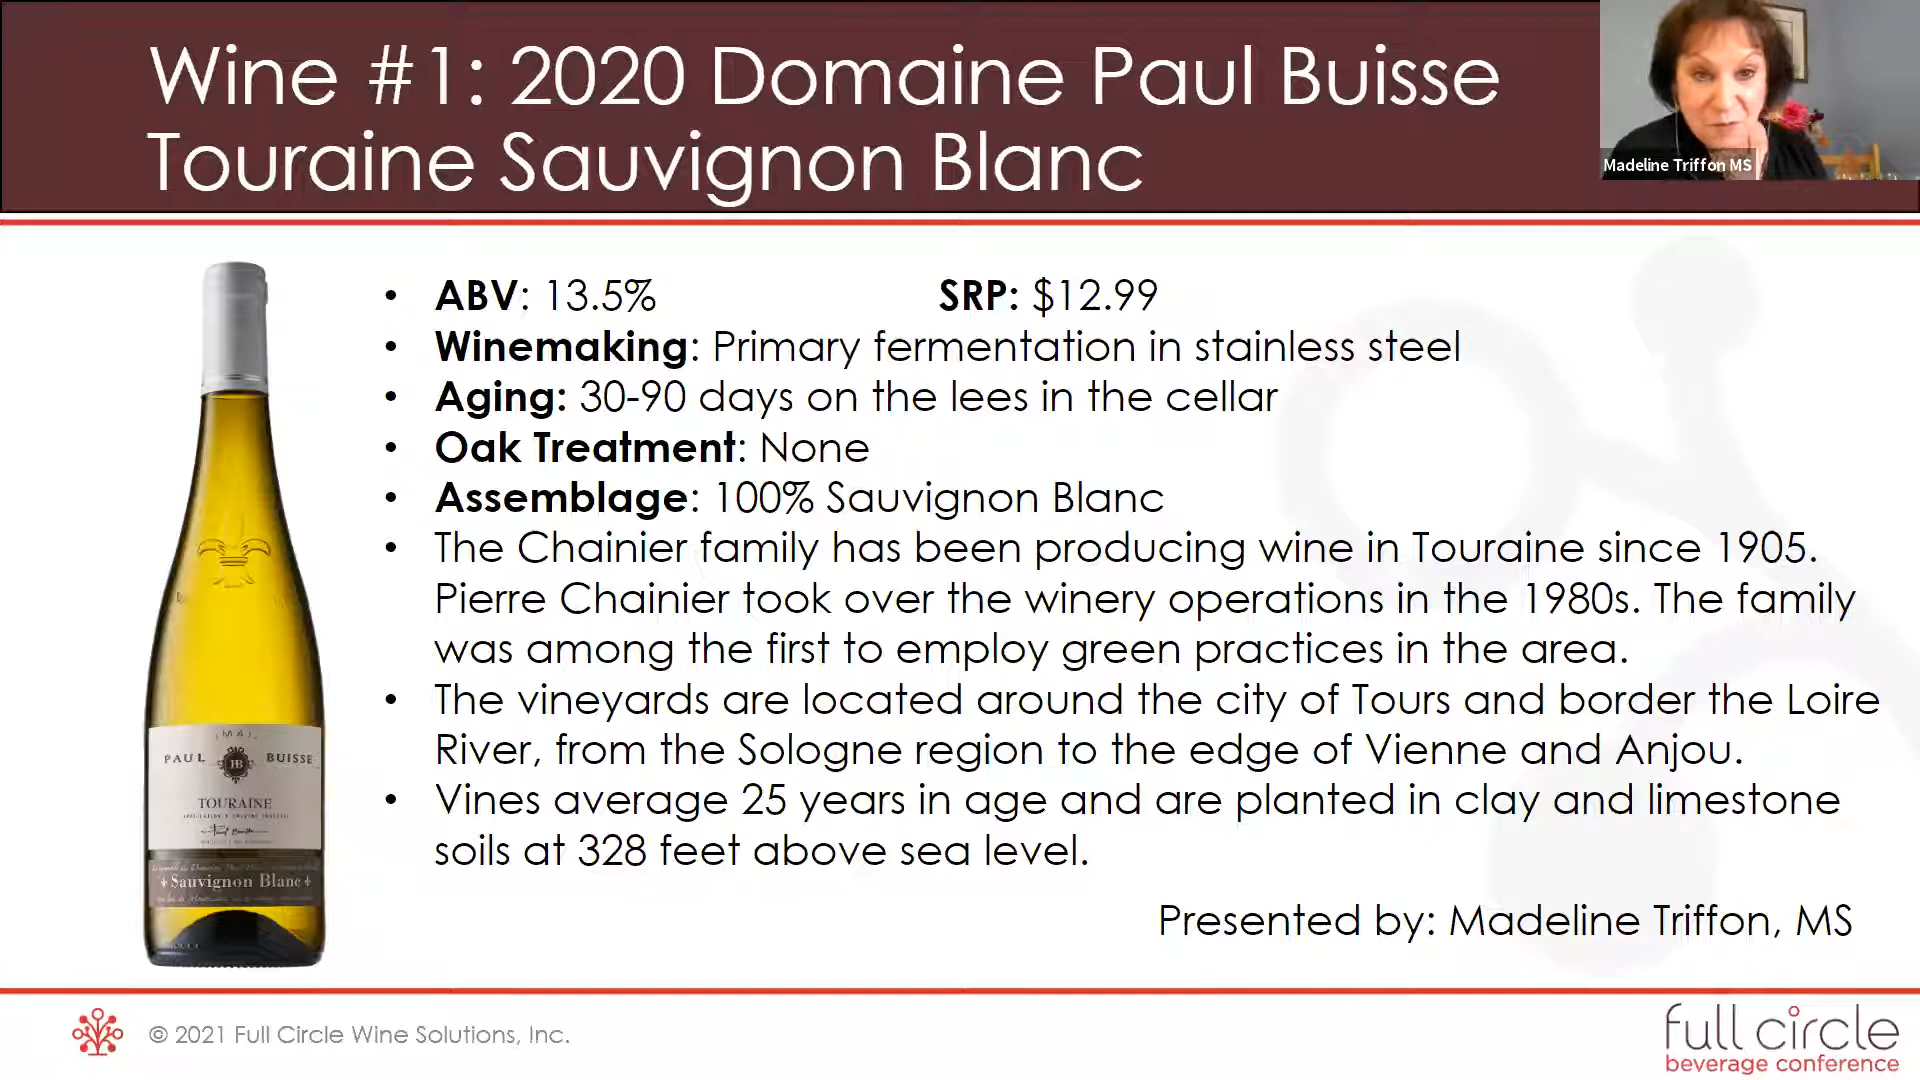 Wine #1: 2020 Domaine Paul Buisse
Touraine Sauvignon Blanc
Madeline Triffon MS
• ABV: 13.5% SRP: $12.99
• Winemaking: Primary fermentation in stainless steel
• Aging: 30-90 days on the lees in the cellar
• Oak Treatment: None
• Assemblage: 100% Sauvignon Blanc
• The Chainier family has been producing wine in Touraine since 1905.
Pierre Chainier took over the winery operations in the 1980s. The family
was among the first to employ green practices in the area.
• The vineyards are located around the city of Tours and border the Loire
River, from the Sologne region to the edge of Vienne and Anjou.
• Vines average 25 years in age and are planted in clay and limestone
soils at 328 feet above sea level.
PAUL BUISSE
TOURAINE
Sauvignon Blanc
Presented by: Madeline Triffon, MS
© 2021 Full Circle Wine Solutions, Inc.
full circle
beverage conference